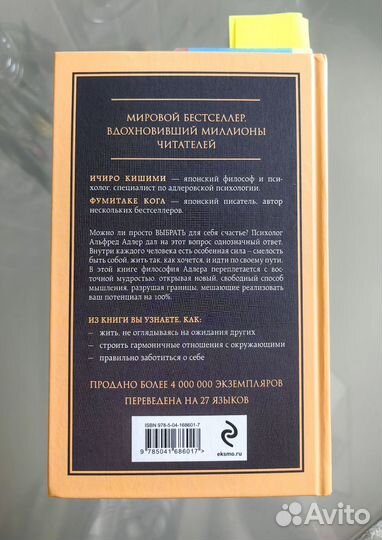 МИРОВОЙ БЕСТСЕЛЛЕР,
ВДОХНОВИВШИЙ МИЛЛИОНЫ
ЧИТАТЕЛЕЙ
ИЧИРО КИШИМИ — японский философ и пси-
холог, специалист по адлеровской психологии.
ФУМИТАКЕ КОГА — японский писатель, автор
нескольких бестселлеров.
Можно ли просто ВЫБРАТЬ для себя счастье? Психолог
Альфред Адлер дал на этот вопрос однозначный ответ.
Внутри каждого человека есть особенная сила – смелость
быть собой, жить так, как хочется, и идти по своему пути.
В этой книге философия Адлера переплетается с вос-
точной мудростью, открывая новый, свободный способ
мышления, разрушая границы, мешающие реализовать
ваш потенциал на 100%.
ИЗ КНИГИ ВЫ УЗНАЕТЕ, КАК:
– жить, не оглядываясь на ожидания других
– строить гармоничные отношения с окружающими
– правильно заботиться о себе
ПРОДАНО БОЛЕЕ 4 000 000 ЭКЗЕМПЛЯРОВ
ПЕРЕВЕДЕНА НА 27 ЯЗЫКОВ
ISBN 978-5-04-168601-7
9 785041 686017 >
eksmo.ru
Avito